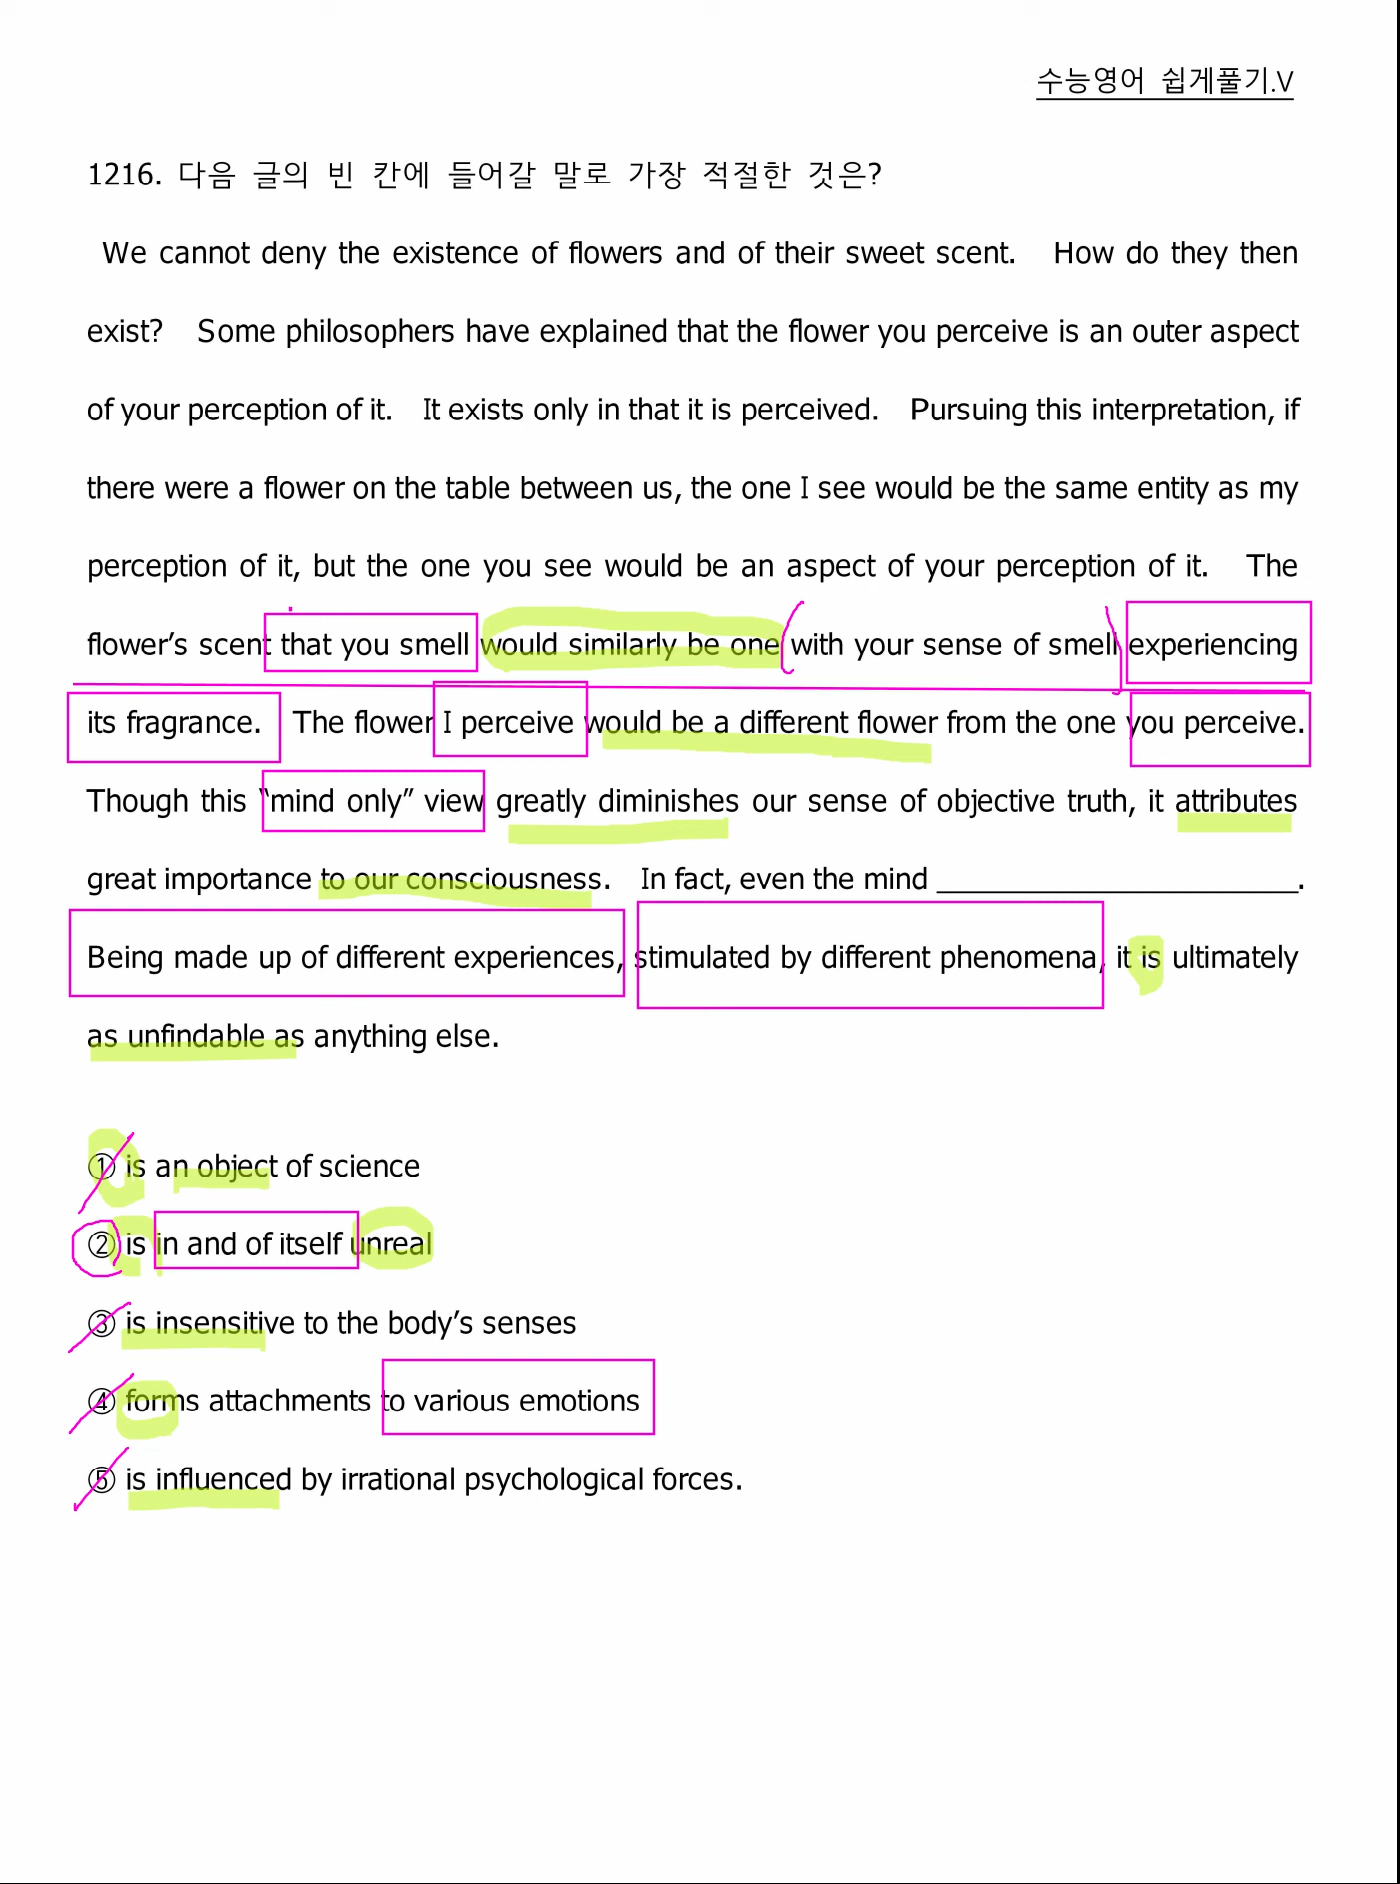 수능영어 쉽게풀기.V
1216. 다음 글의 빈 칸에 들어갈 말로 가장 적절한 것은?
We cannot deny the existence of flowers and of their sweet scent. How do they then
exist? Some philosophers have explained that the flower you perceive is an outer aspect
of your perception of it. It exists only in that it is perceived. Pursuing this interpretation, if
there were a flower on the table between us, the one I see would be the same entity as my
perception of it, but the one you see would be an aspect of your perception of it. The
flower's scent that you smell would similarly be one with your sense of smell experiencing
its fragrance. The flower I perceive would be a different flower from the one you perceive.
Though this “mind only” view greatly diminishes our sense of objective truth, it attributes
great importance to our consciousness. In fact, even the mind ______________________.
Being made up of different experiences, stimulated by different phenomena, it is ultimately
as unfindable as anything else.
① is an object of science
② is in and of itself unreal
③ is insensitive to the body's senses
④ forms attachments to various emotions
⑤ is influenced by irrational psychological forces.